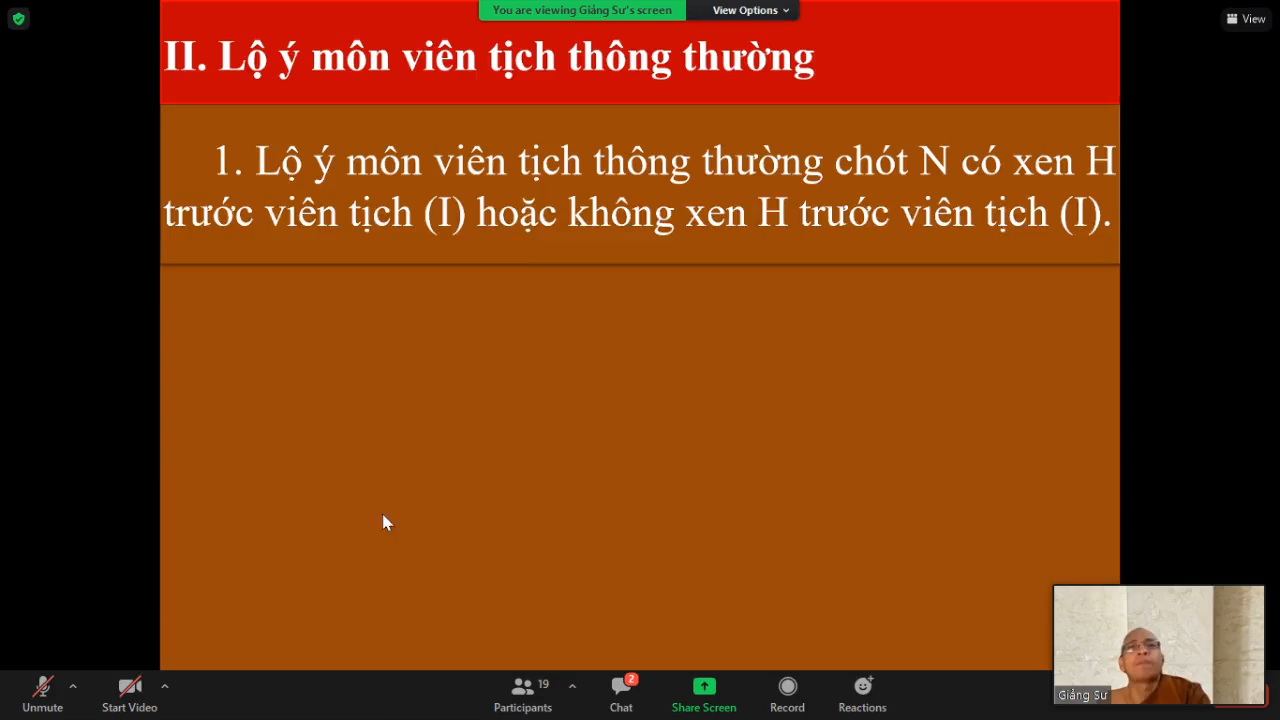 You are viewing Giảng Sư's screen
View Options
View
II. Lộ ý môn viên tịch thông thường
1. Lộ ý môn viên tịch thông thường chót N có xen H
trước viên tịch (I) hoặc không xen H trước viên tịch (I).
Giảng Sư
Unmute
Start Video
19
Participants
2
Chat
Share Screen
Record
Reactions